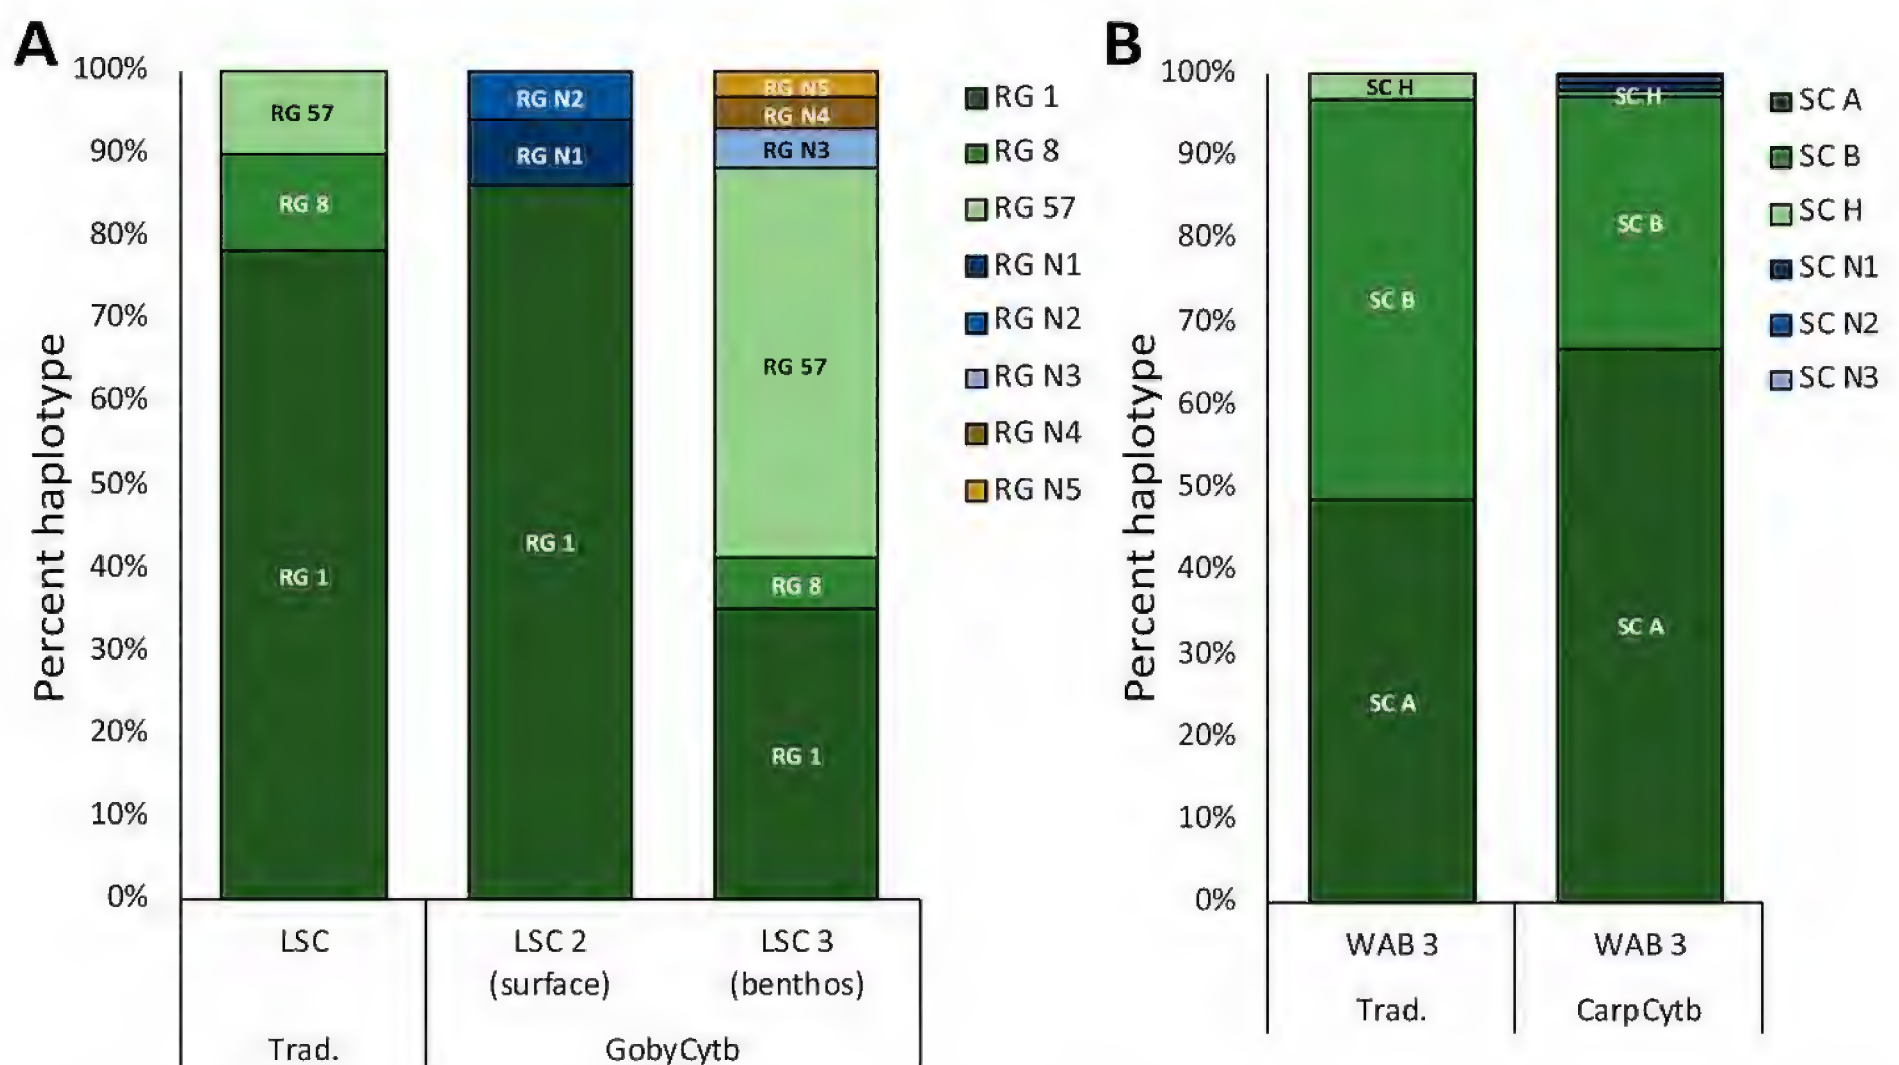 A
100%
90%
80%
70%
60%
50%
40%
30%
20%
10%
0%
Percent haplotype
RG 57
RG 8
RG 1
RG N2
RG N1
RG 1
RG N5
RG N4
RG N3
RG 57
RG 8
RG 1
LSC
LSC 2
(surface)
LSC 3
(benthos)
Trad.
GobyCytb
RG 1
RG 8
RG 57
RG N1
RG N2
RG N3
RG N4
RG N5
B
100%
90%
80%
70%
60%
50%
40%
30%
20%
10%
0%
Percent haplotype
SC H
SC B
SC A
SC H
SC B
SC A
WAB 3
WAB 3
Trad.
CarpCytb
SC A
SC B
SC H
SC N1
SC N2
SC N3